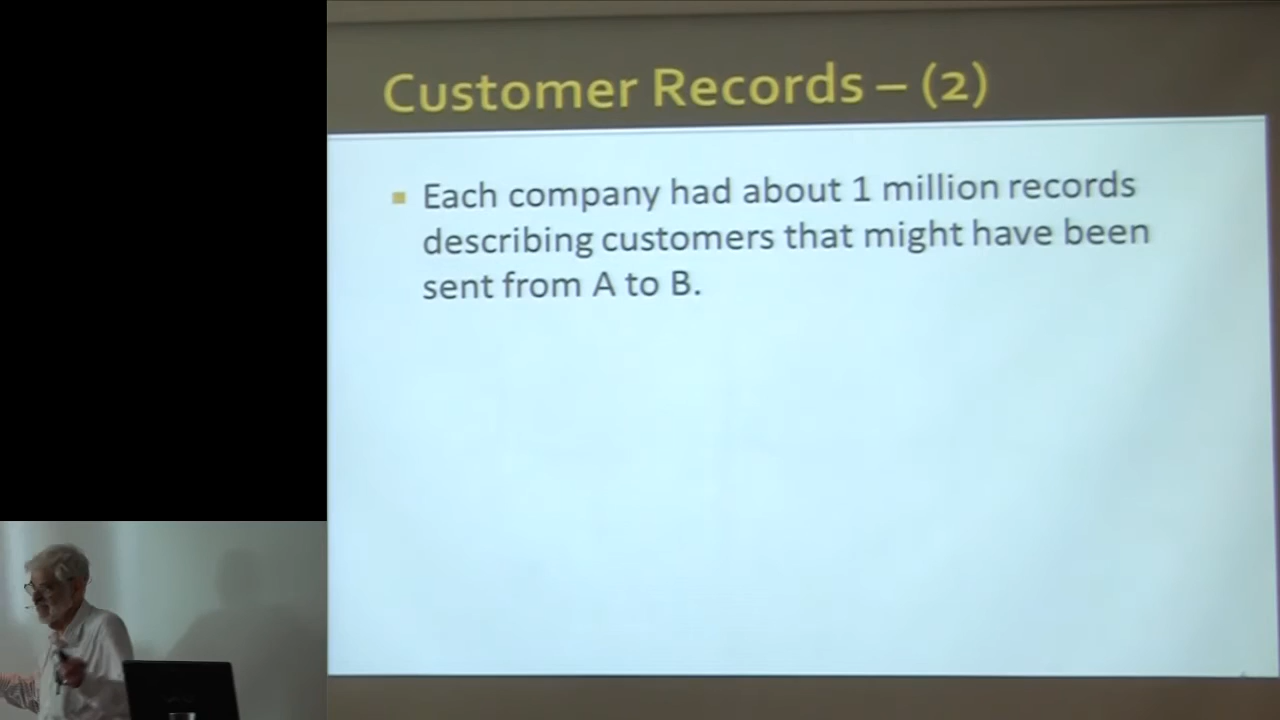 Customer Records – (2)
Each company had about 1 million records
describing customers that might have been
sent from A to B.